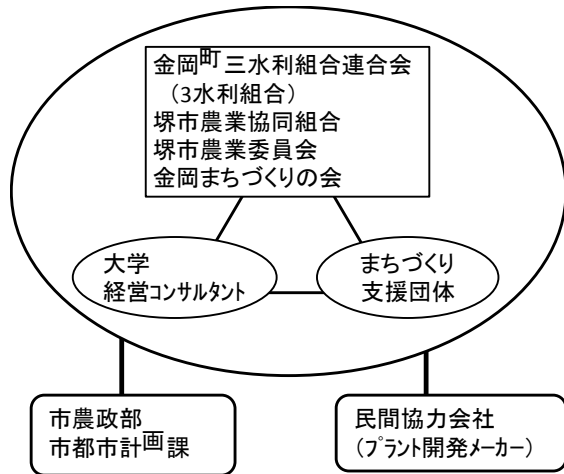 金岡町三水利組合連合会
（3水利組合）
堺市農業協同組合
堺市農業委員会
金岡まちづくりの会
大学
経営コンサルタント
まちづくり
支援団体
市農政部
市都市計画課
民間協力会社
(プラント開発メーカー)